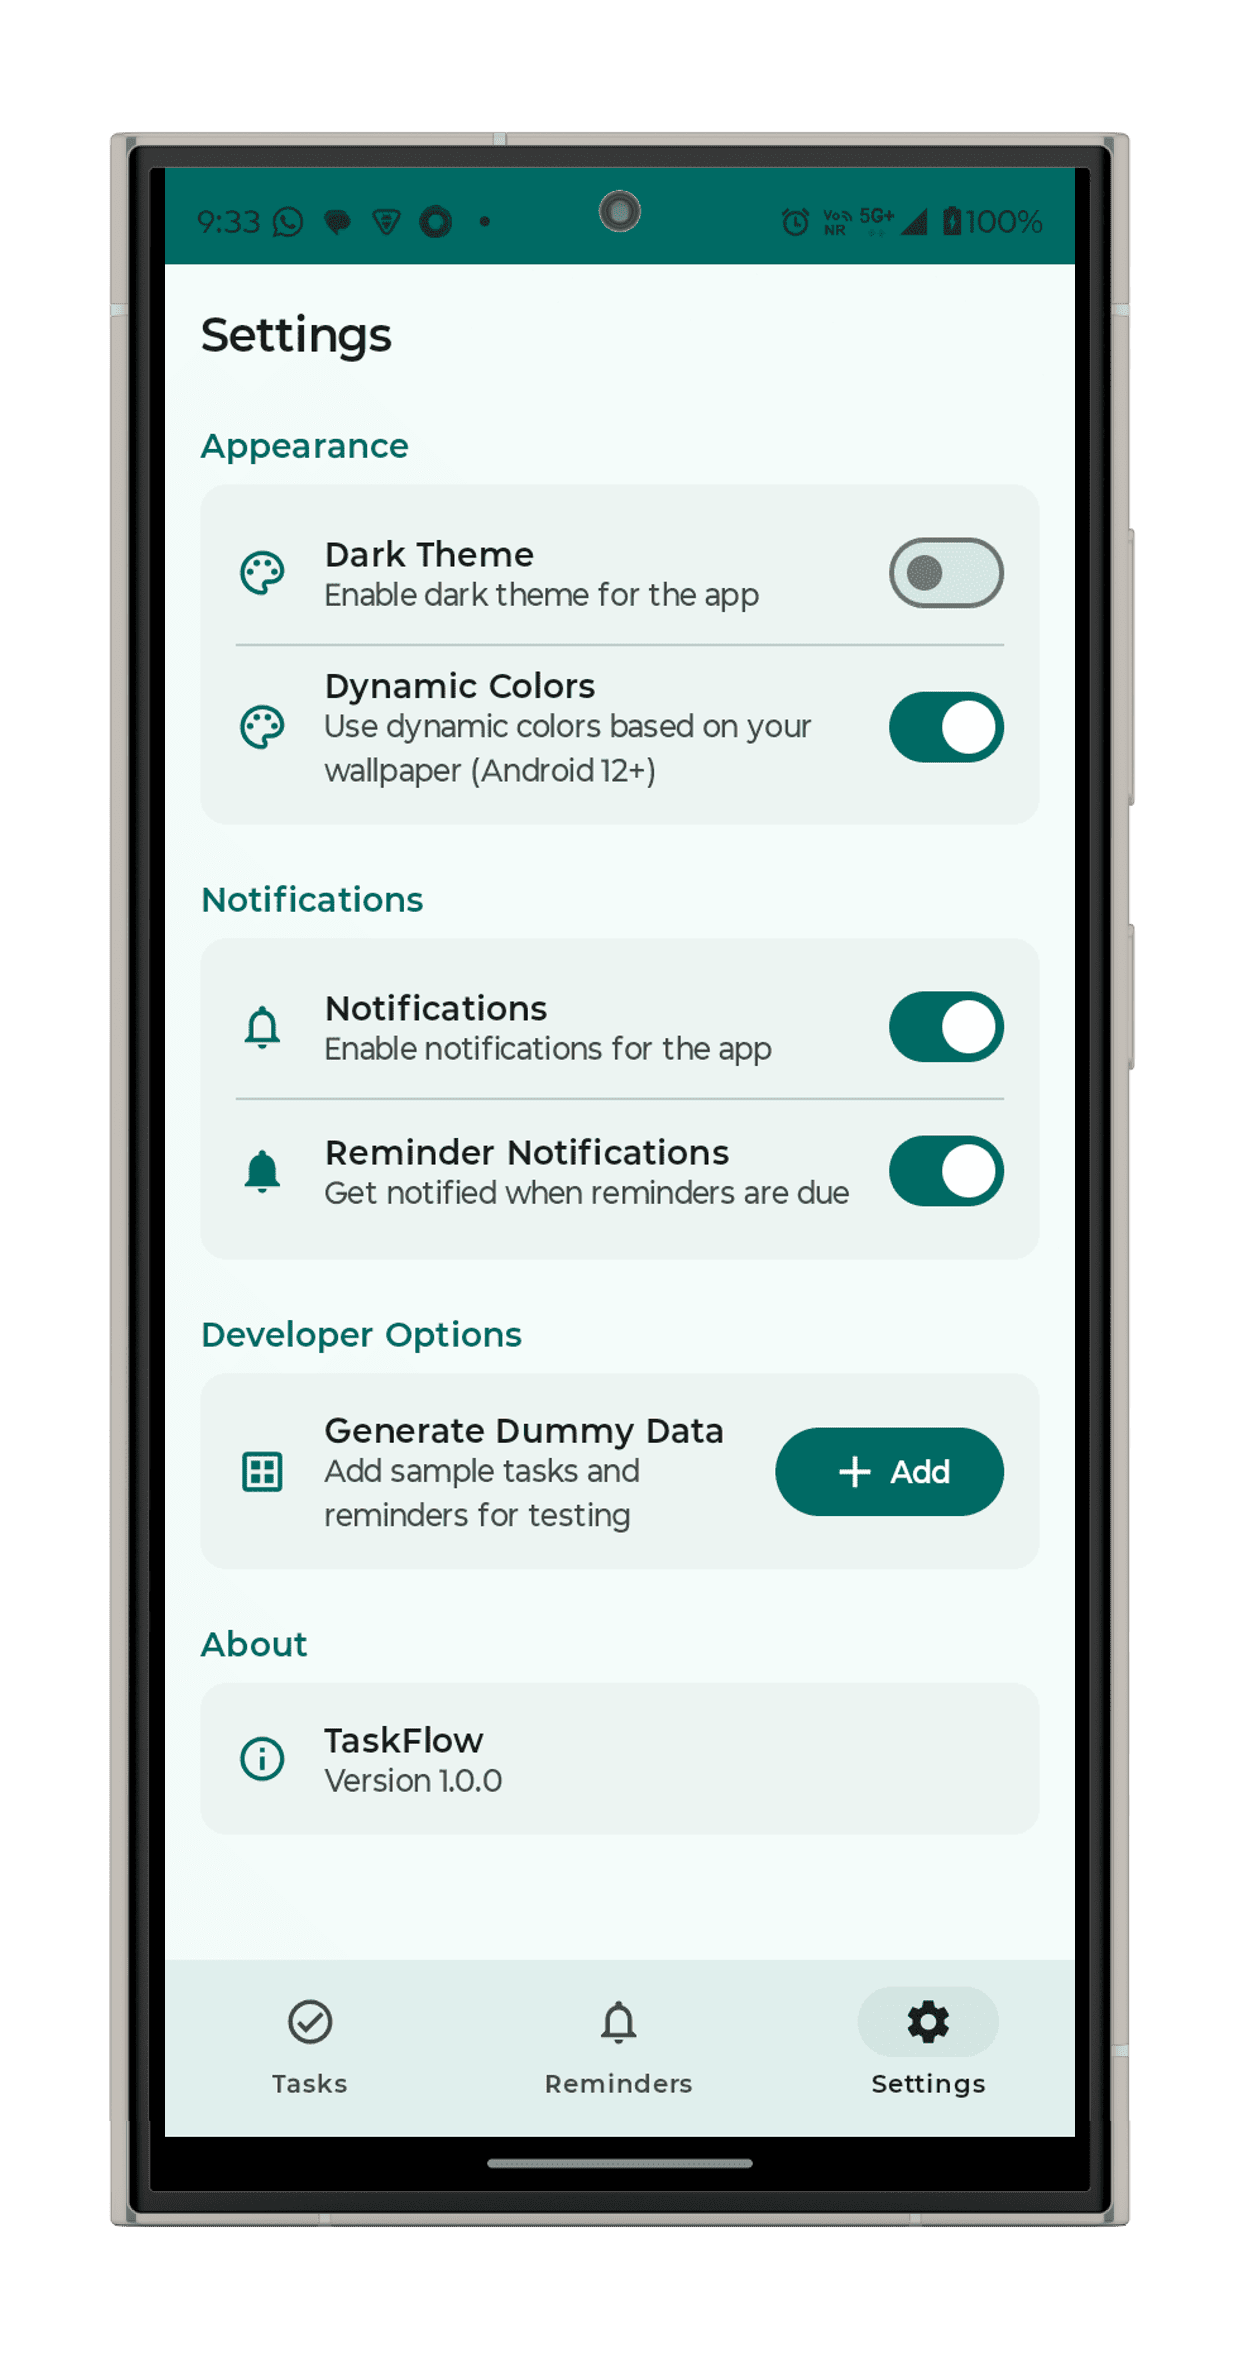 9:33
Vo NR 5G+ 100%
Settings
Appearance
Dark Theme
Enable dark theme for the app
Dynamic Colors
Use dynamic colors based on your
wallpaper (Android 12+)
Notifications
Notifications
Enable notifications for the app
Reminder Notifications
Get notified when reminders are due
Developer Options
Generate Dummy Data
Add sample tasks and
reminders for testing
+ Add
About
TaskFlow
Version 1.0.0
Tasks
Reminders
Settings